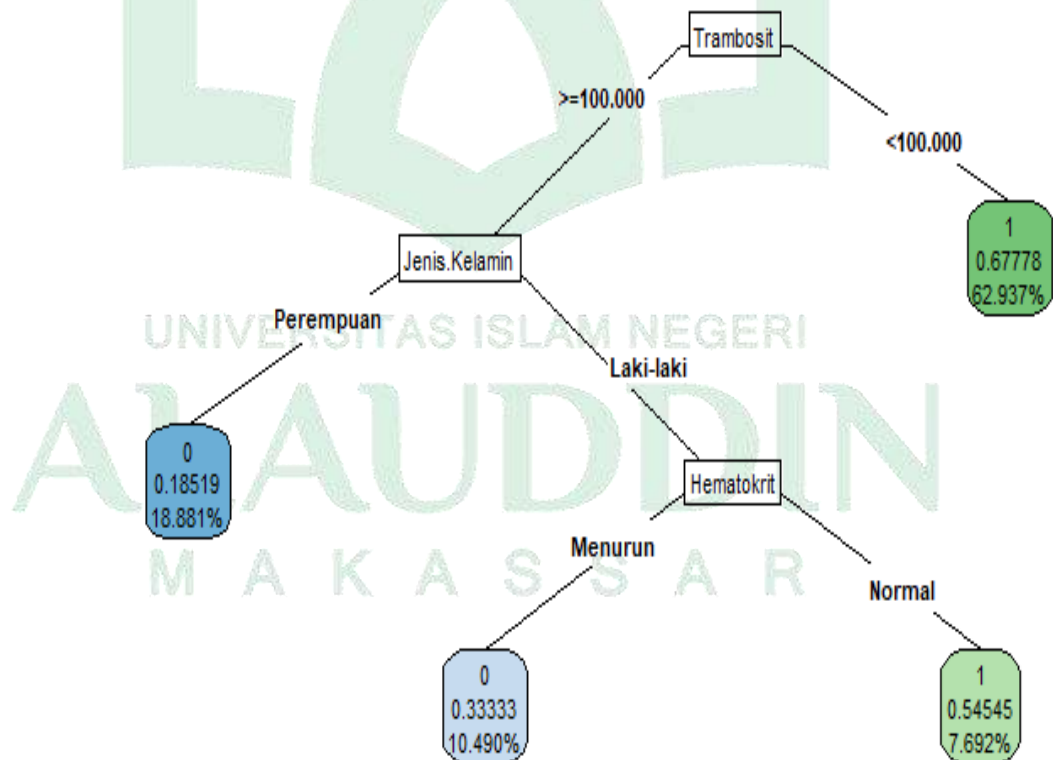 Trambosit
>=100.000
<100.000
1
0.67778
62.937%
Jenis.Kelamin
Perempuan
UNIVERSITAS ISLAM NEGERI
Laki-laki
ALAUDDIN
0
0.18519
18.881%
Hematokrit
Menurun
MAKASSAR
Normal
0
0.33333
10.490%
1
0.54545
7.692%